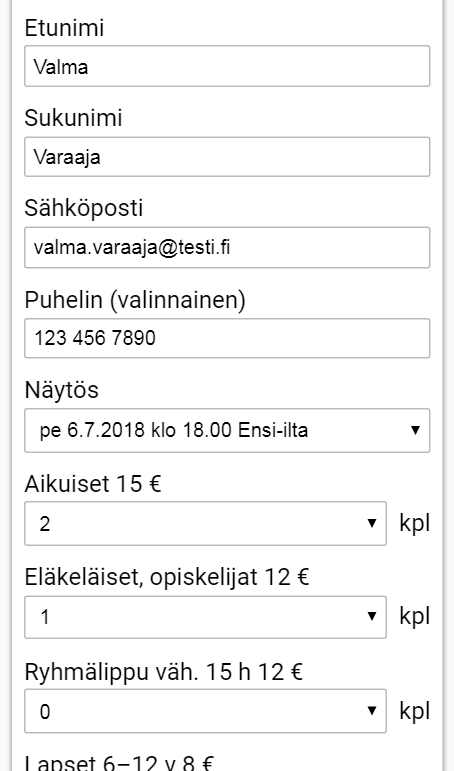 Etunimi
Valma
Sukunimi
Varaaja
Sähköposti
valma.varaaja@testi.fi
Puhelin (valinnainen)
123 456 7890
Näytös
pe 6.7.2018 klo 18.00 Ensi-ilta
Aikuiset 15 €
2 kpl
Eläkeläiset, opiskelijat 12 €
1 kpl
Ryhmälippu väh. 15 h 12 €
0 kpl
Lapset 6–12 v 8 €